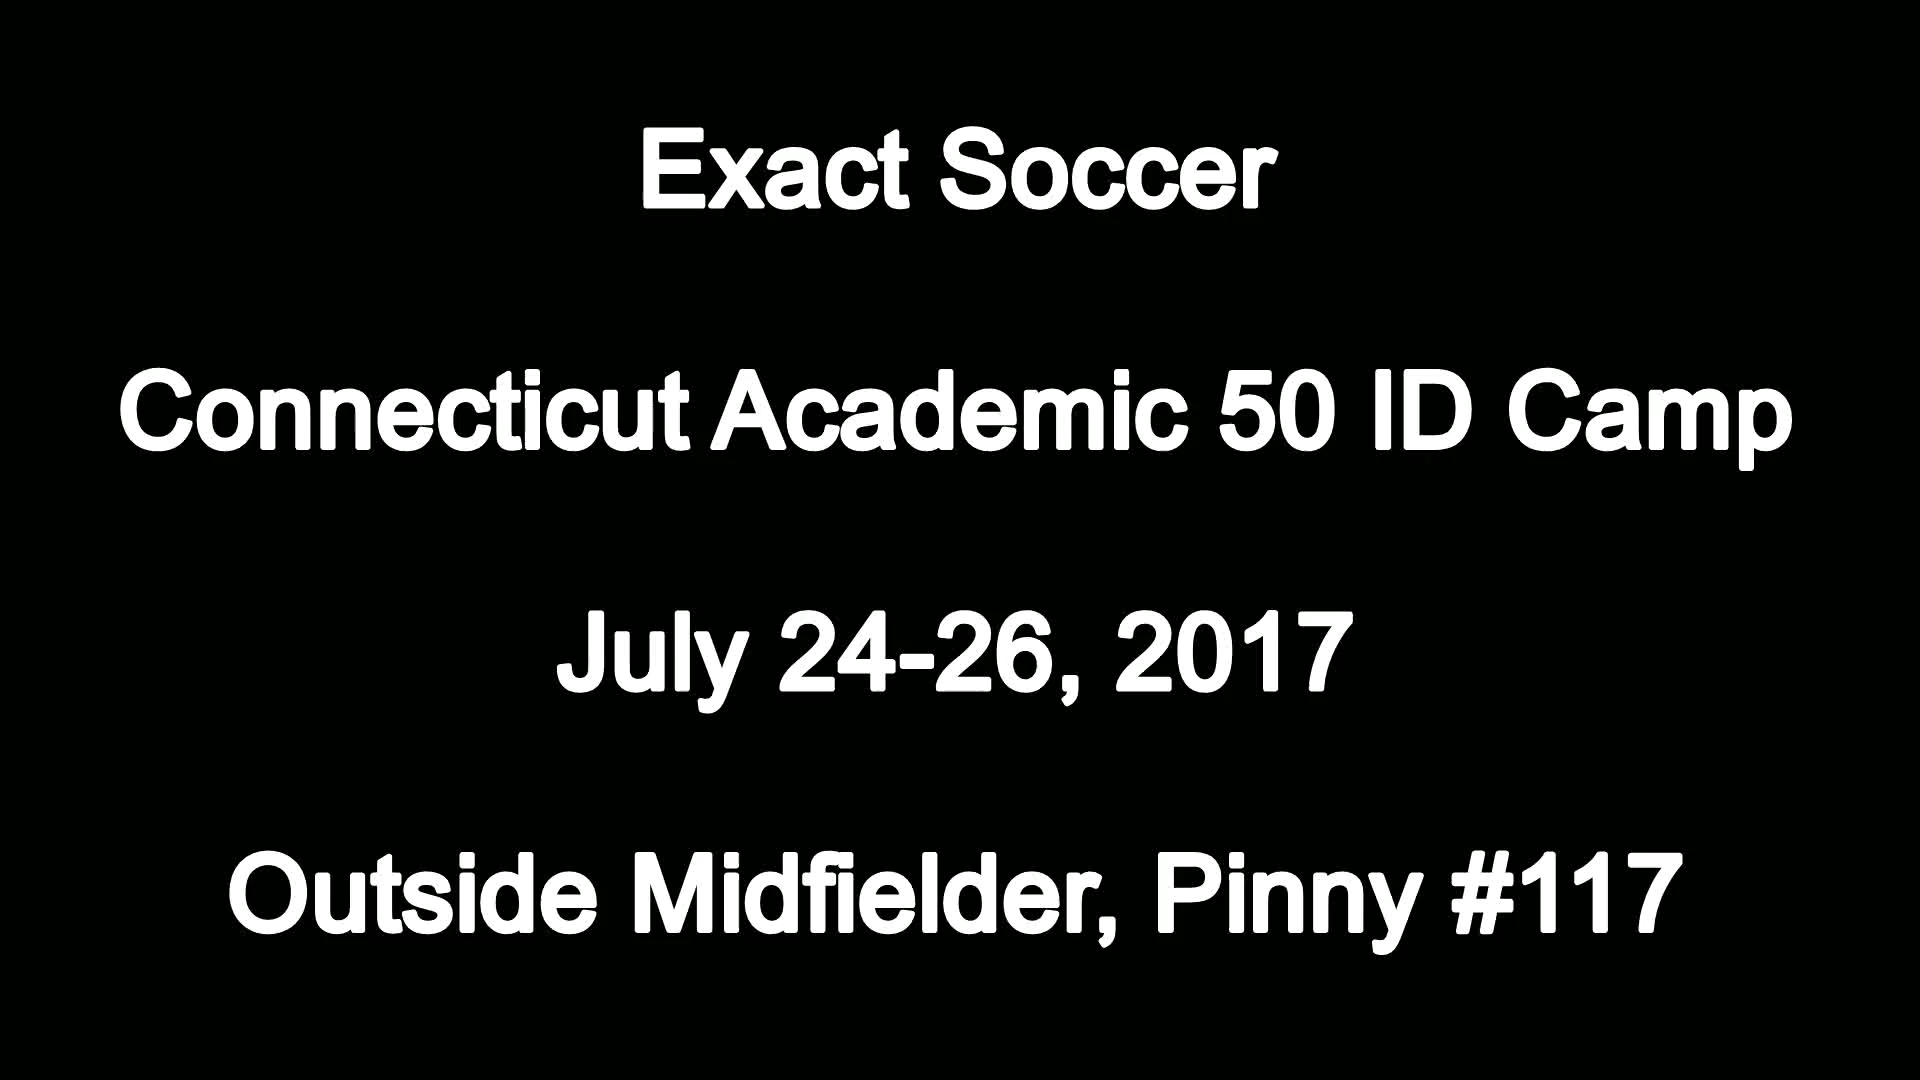 Exact Soccer
Connecticut Academic 50 ID Camp
July 24-26, 2017
Outside Midfielder, Pinny #117